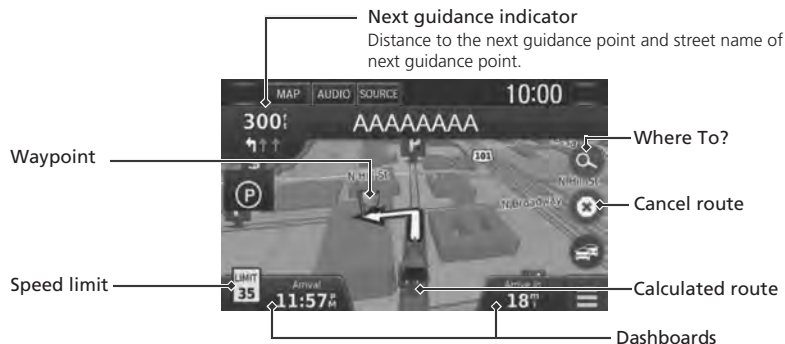 Next guidance indicator
Distance to the next guidance point and street name of
next guidance point.
MAP AUDIO SOURCE 10:00
300 ft AAAAAAAA
Where To?
Waypoint
101
N Hill St
N Hill St
P
N Broadway
Cancel route
Speed limit
LIMIT
35
Arrival
11:57 PM
Arrive in
18
Calculated route
Dashboards